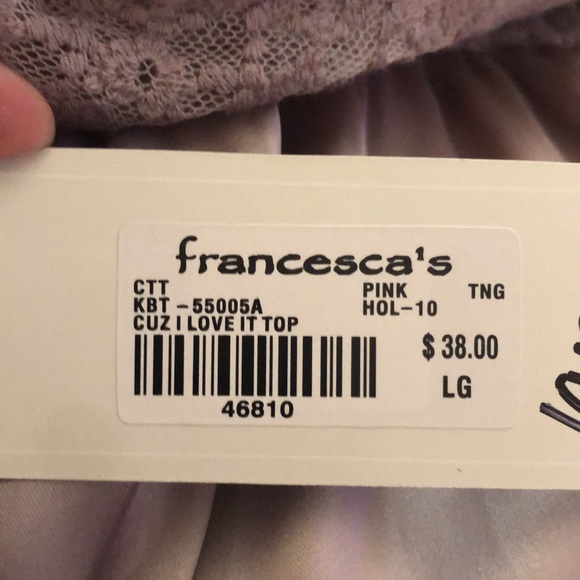 francesca's
CTT PINK TNG
KBT-55005A HOL-10
CUZ I LOVE IT TOP
$ 38.00
LG
46810